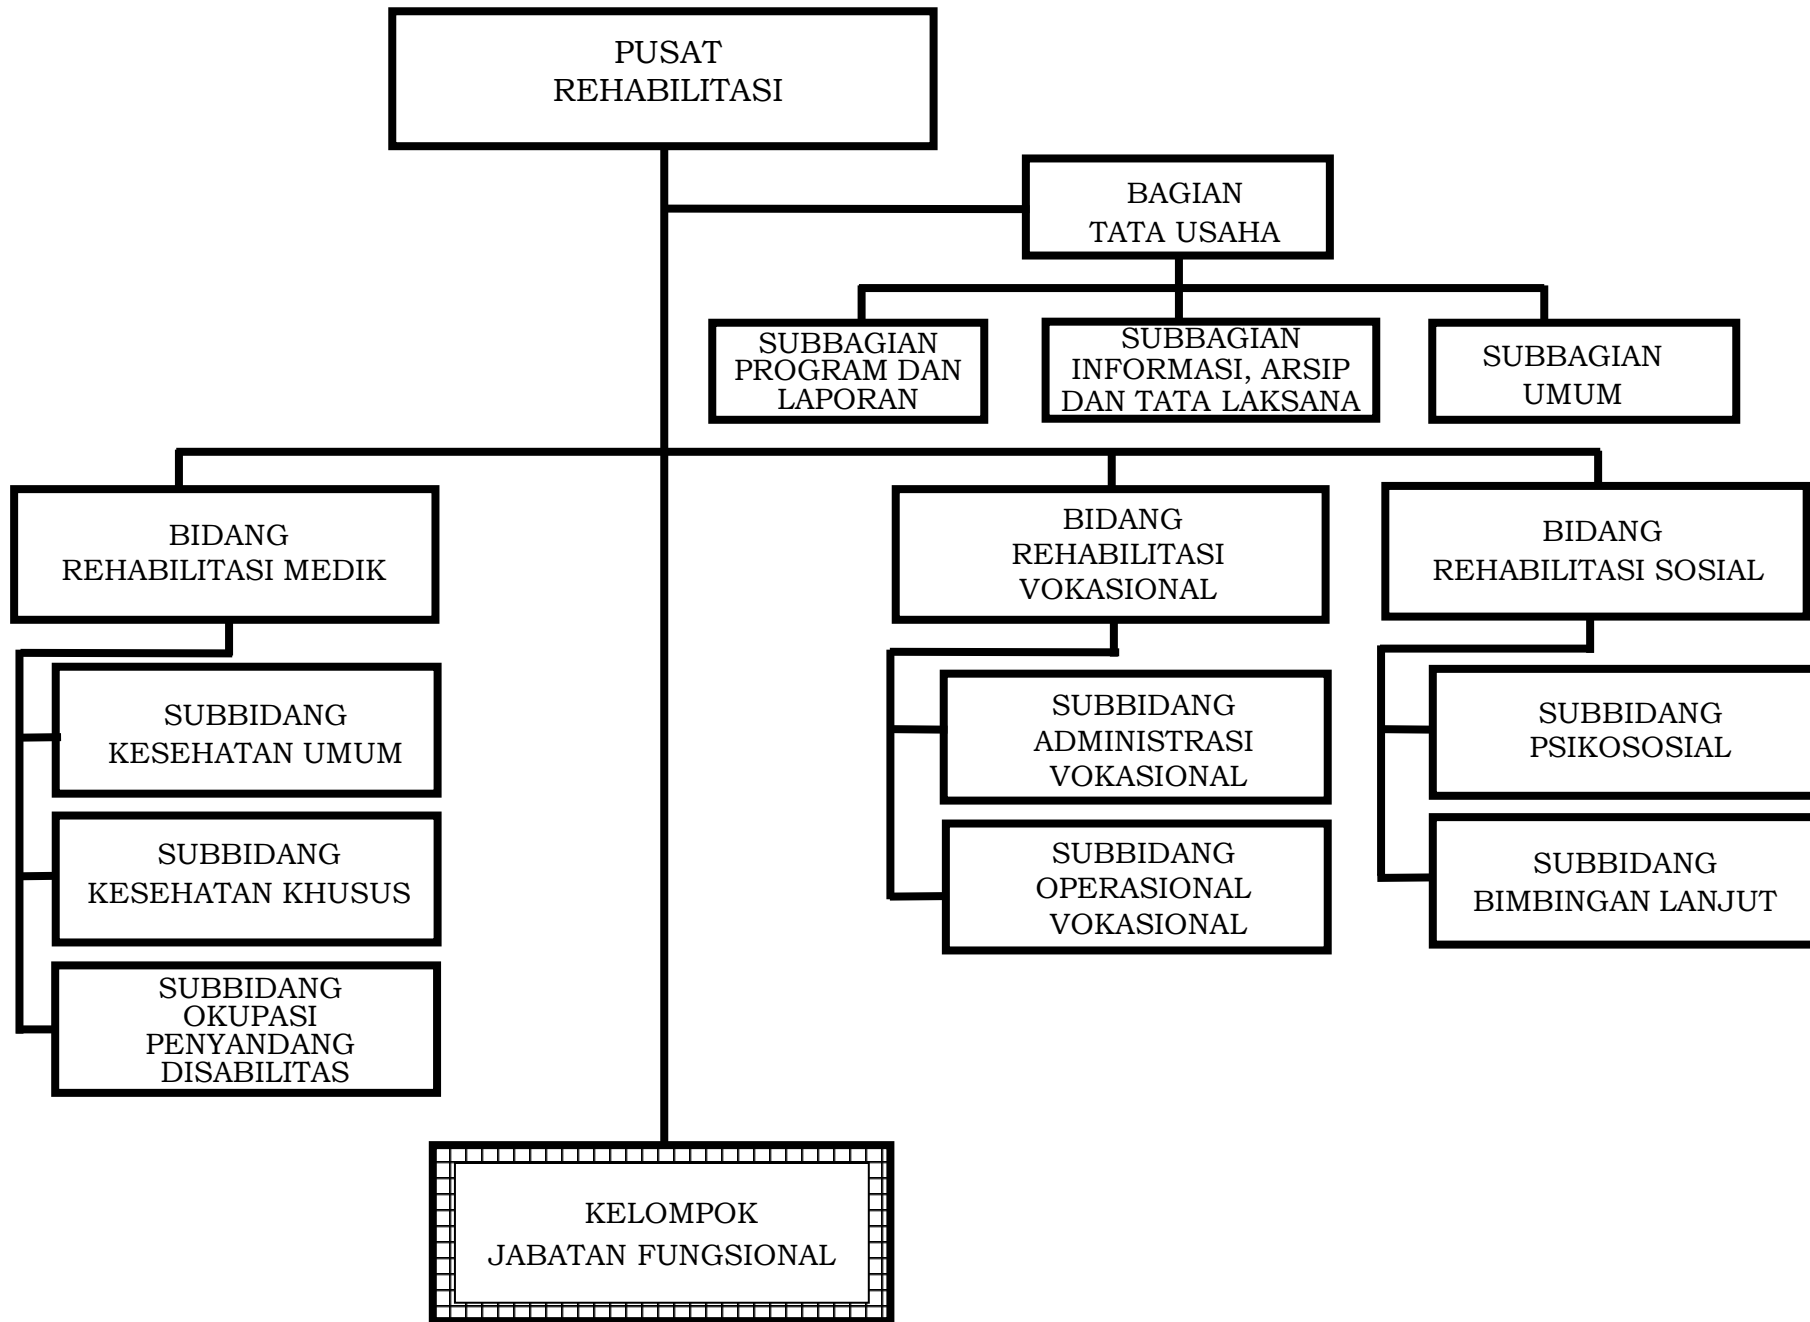 PUSAT
REHABILITASI
BAGIAN
TATA USAHA
SUBBAGIAN
PROGRAM DAN
LAPORAN
SUBBAGIAN
INFORMASI, ARSIP
DAN TATA LAKSANA
SUBBAGIAN
UMUM
BIDANG
REHABILITASI MEDIK
BIDANG
REHABILITASI
VOKASIONAL
BIDANG
REHABILITASI SOSIAL
SUBBIDANG
KESEHATAN UMUM
SUBBIDANG
KESEHATAN KHUSUS
SUBBIDANG
OKUPASI
PENYANDANG
DISABILITAS
SUBBIDANG
ADMINISTRASI
VOKASIONAL
SUBBIDANG
OPERASIONAL
VOKASIONAL
SUBBIDANG
PSIKOSOSIAL
SUBBIDANG
BIMBINGAN LANJUT
KELOMPOK
JABATAN FUNGSIONAL